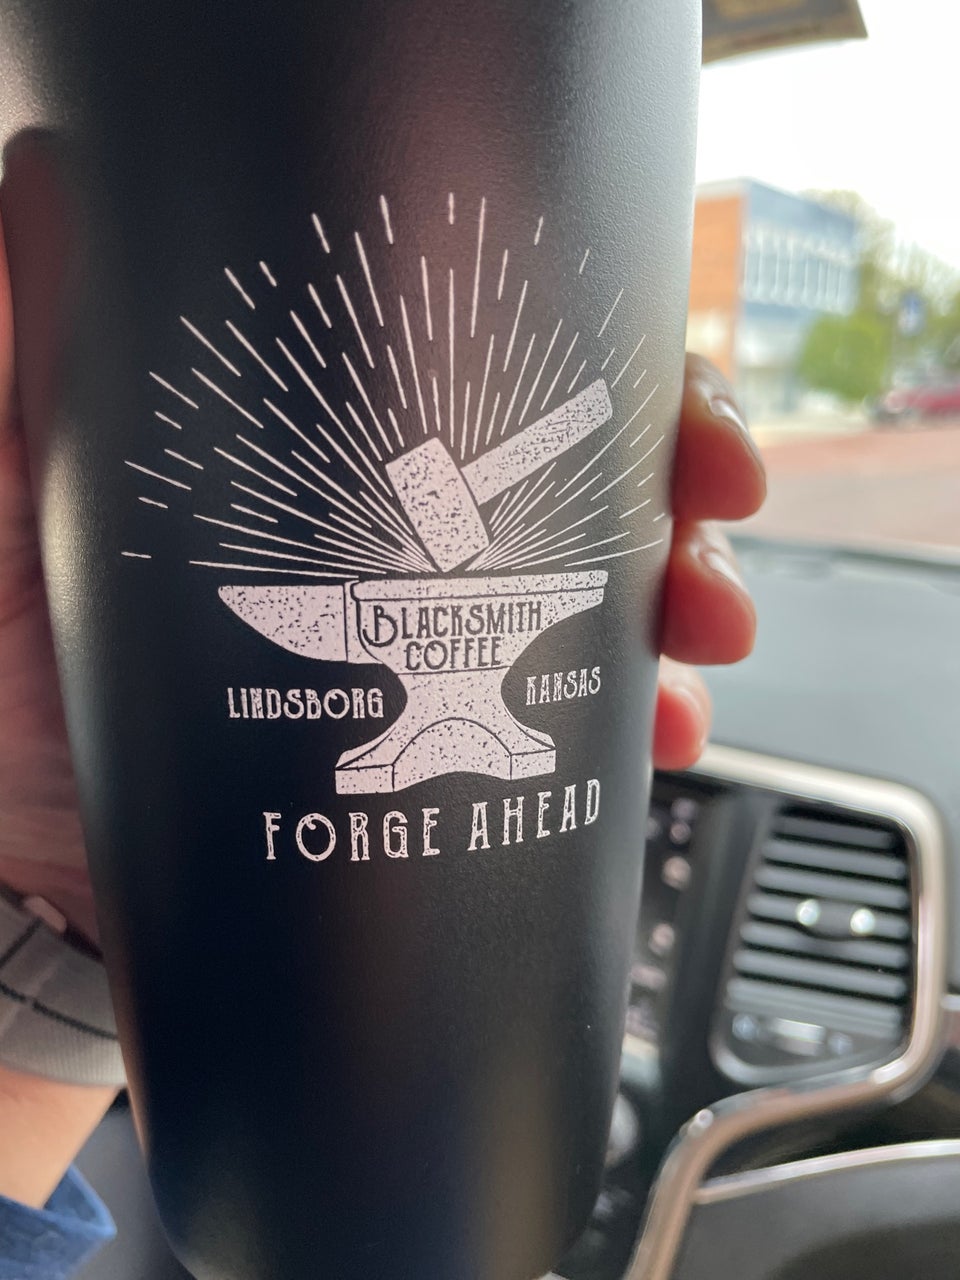 BLACKSMITH
COFFEE
LINDSBORG
KANSAS
FORGE AHEAD